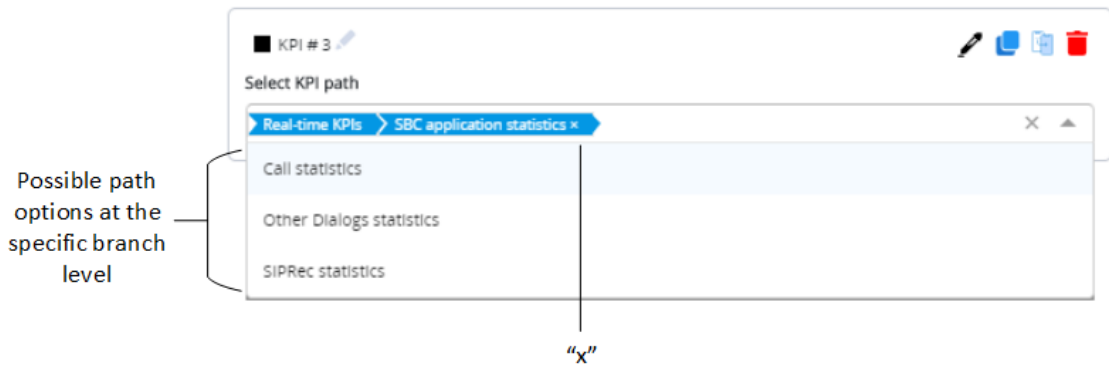 KPI # 3
Select KPI path
Real-time KPIs
SBC application statistics ×
Call statistics
Other Dialogs statistics
SIPRec statistics
Possible path
options at the
specific branch
level
“x”